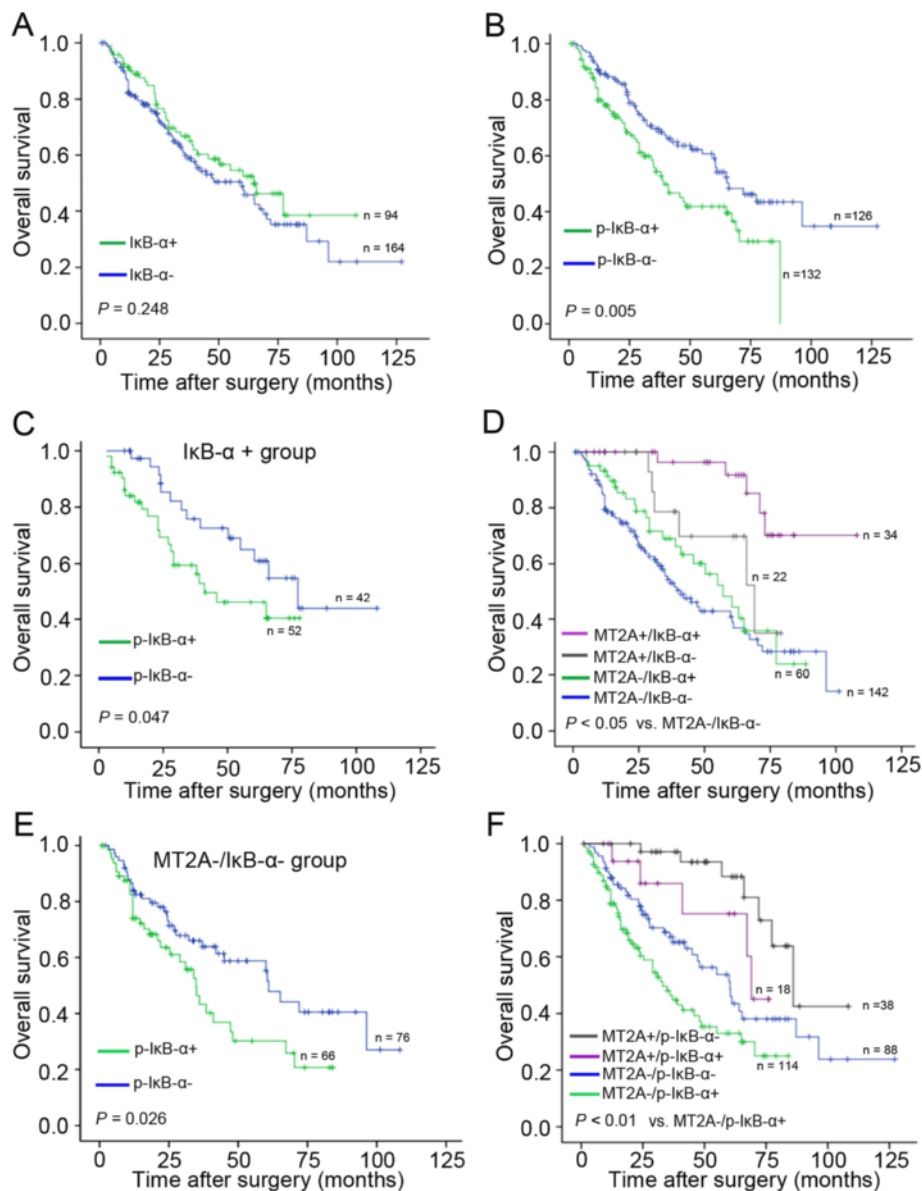 A
1.0
0.8
0.6
0.4
0.2
0.0
Overall survival
IκB-α+
IκB-α-
P = 0.248
n = 94
n = 164
0 25 50 75 100 125
Time after surgery (months)
B
1.0
0.8
0.6
0.4
0.2
0.0
Overall survival
p-IκB-α+
p-IκB-α-
P = 0.005
n =126
n =132
0 25 50 75 100 125
Time after surgery (months)
C
IκB-α + group
1.0
0.8
0.6
0.4
0.2
0.0
Overall survival
p-IκB-α+
p-IκB-α-
P = 0.047
n = 42
n = 52
0 25 50 75 100 125
Time after surgery (months)
D
1.0
0.8
0.6
0.4
0.2
0.0
Overall survival
n = 34
n = 22
MT2A+/IκB-α+
MT2A+/IκB-α-
MT2A-/IκB-α+
MT2A-/IκB-α-
n = 60
n = 142
P < 0.05 vs. MT2A-/IκB-α-
0 25 50 75 100 125
Time after surgery (months)
E
MT2A-/IκB-α- group
1.0
0.8
0.6
0.4
0.2
0.0
Overall survival
p-IκB-α+
p-IκB-α-
P = 0.026
n = 76
n = 66
0 25 50 75 100 125
Time after surgery (months)
F
1.0
0.8
0.6
0.4
0.2
0.0
Overall survival
n = 18
n =38
MT2A+/p-IκB-α-
MT2A+/p-IκB-α+
MT2A-/p-IκB-α-
MT2A-/p-IκB-α+
n = 88
n = 114
P < 0.01 vs. MT2A-/p-IκB-α+
0 25 50 75 100 125
Time after surgery (months)